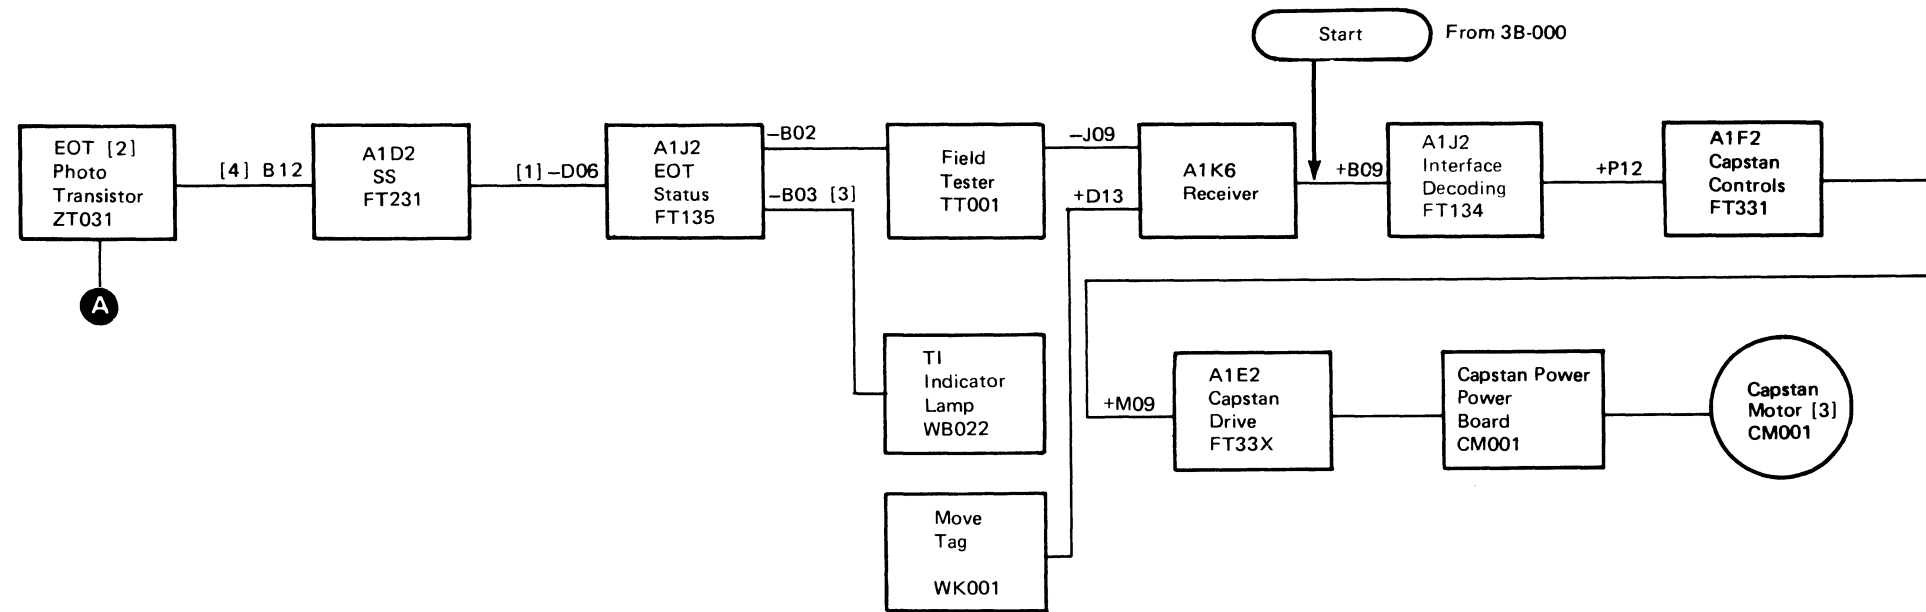 Start
From 3B-000
EOT [2]
Photo
Transistor
ZT031
[4] B12
A1D2
SS
FT231
[1] –D06
A1J2
EOT
Status
FT135
–B02
–B03 [3]
Field
Tester
TT001
–J09
+D13
A1K6
Receiver
+B09
A1J2
Interface
Decoding
FT134
+P12
A1F2
Capstan
Controls
FT331
A
TI
Indicator
Lamp
WB022
Move
Tag
WK001
+M09
A1E2
Capstan
Drive
FT33X
Capstan Power
Power
Board
CM001
Capstan
Motor [3]
CM001